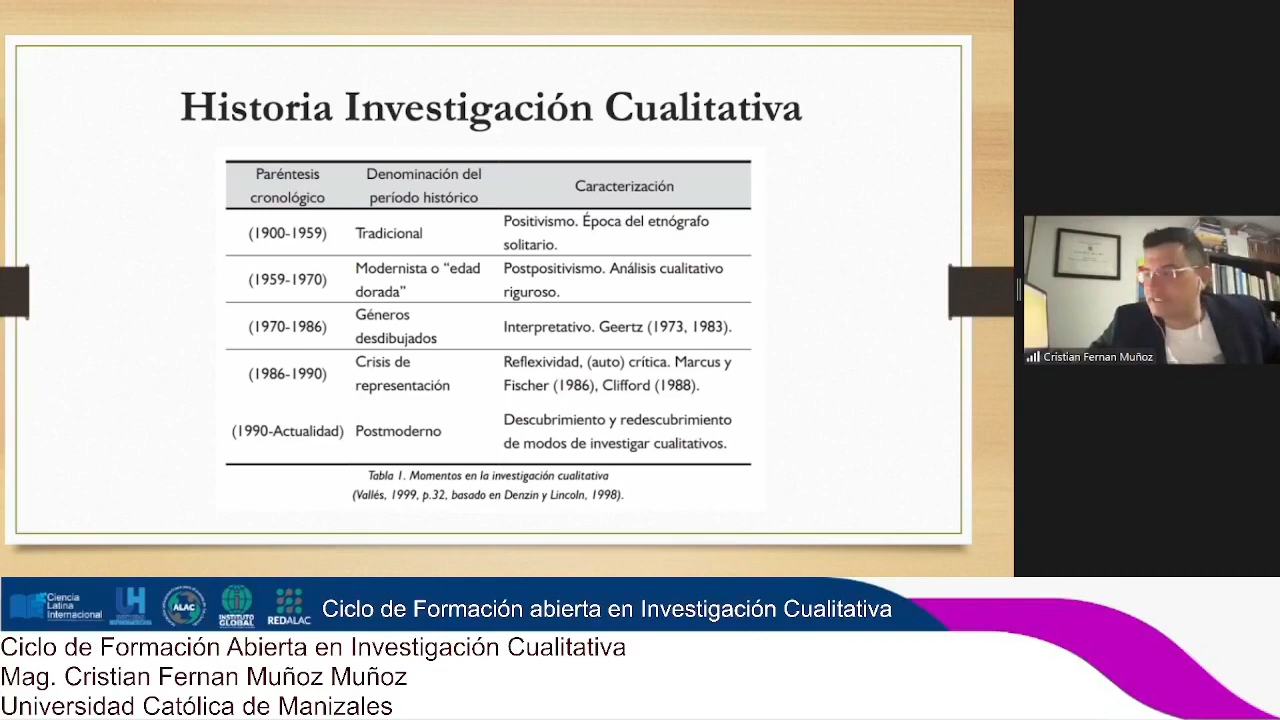 Historia Investigación Cualitativa
Paréntesis cronológico
Denominación del período histórico
Caracterización
(1900-1959)
Tradicional
Positivismo. Época del etnógrafo
solitario.
(1959-1970)
Modernista o “edad
dorada”
Postpositivismo. Análisis cualitativo
riguroso.
(1970-1986)
Géneros
desdibujados
Interpretativo. Geertz (1973, 1983).
(1986-1990)
Crisis de
representación
Reflexividad, (auto) crítica. Marcus y
Fischer (1986), Clifford (1988).
(1990-Actualidad)
Postmoderno
Descubrimiento y redescubrimiento
de modos de investigar cualitativos.
Tabla 1. Momentos en la investigación cualitativa
(Vallés, 1999, p.32, basado en Denzin y Lincoln, 1998).
Cristian Fernan Muñoz
Ciencia
Latina
Internacional
UH
ALAC
INSTITUTO
GLOBAL
REDALAC
Ciclo de Formación abierta en Investigación Cualitativa
Ciclo de Formación Abierta en Investigación Cualitativa
Mag. Cristian Fernan Muñoz Muñoz
Universidad Católica de Manizales